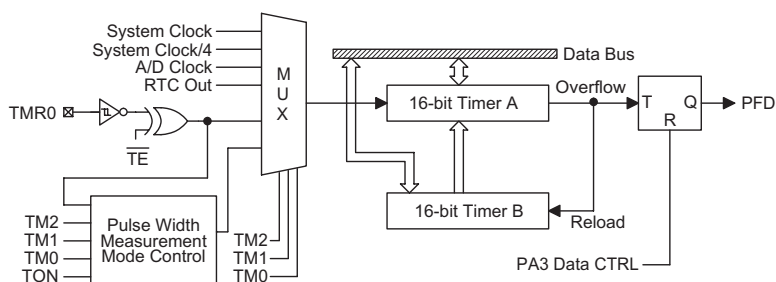 System Clock
System Clock/4
A/D Clock
RTC Out
TMR0
TE
MUX
Data Bus
16-bit Timer A
Overflow
T
Q
R
PFD
16-bit Timer B
Reload
PA3 Data CTRL
Pulse Width
Measurement
Mode Control
TM2
TM1
TM0
TON
TM2
TM1
TM0